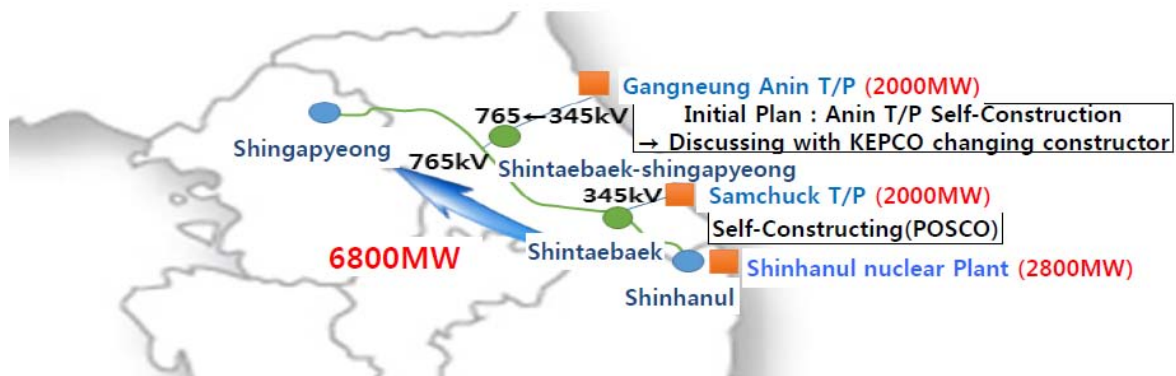 Gangneung Anin T/P (2000MW)
765←345kV
Initial Plan : Anin T/P Self-Construction
→ Discussing with KEPCO changing constructor
Shingapyeong
765kV
Shintaebaek-shingapyeong
345kV
Samchuck T/P (2000MW)
Self-Constructing(POSCO)
6800MW
Shintaebaek
Shinhanul nuclear Plant (2800MW)
Shinhanul